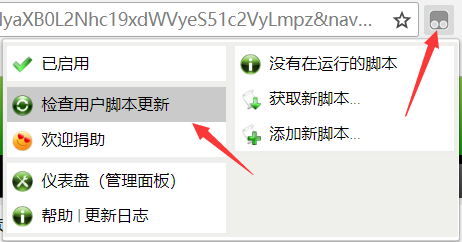 IyaXB0L2Nhc19xdWVyeS51c2VyLmpz&nav...
已启用
检查用户脚本更新
欢迎捐助
仪表盘（管理面板）
帮助 | 更新日志
没有在运行的脚本
获取新脚本...
添加新脚本...